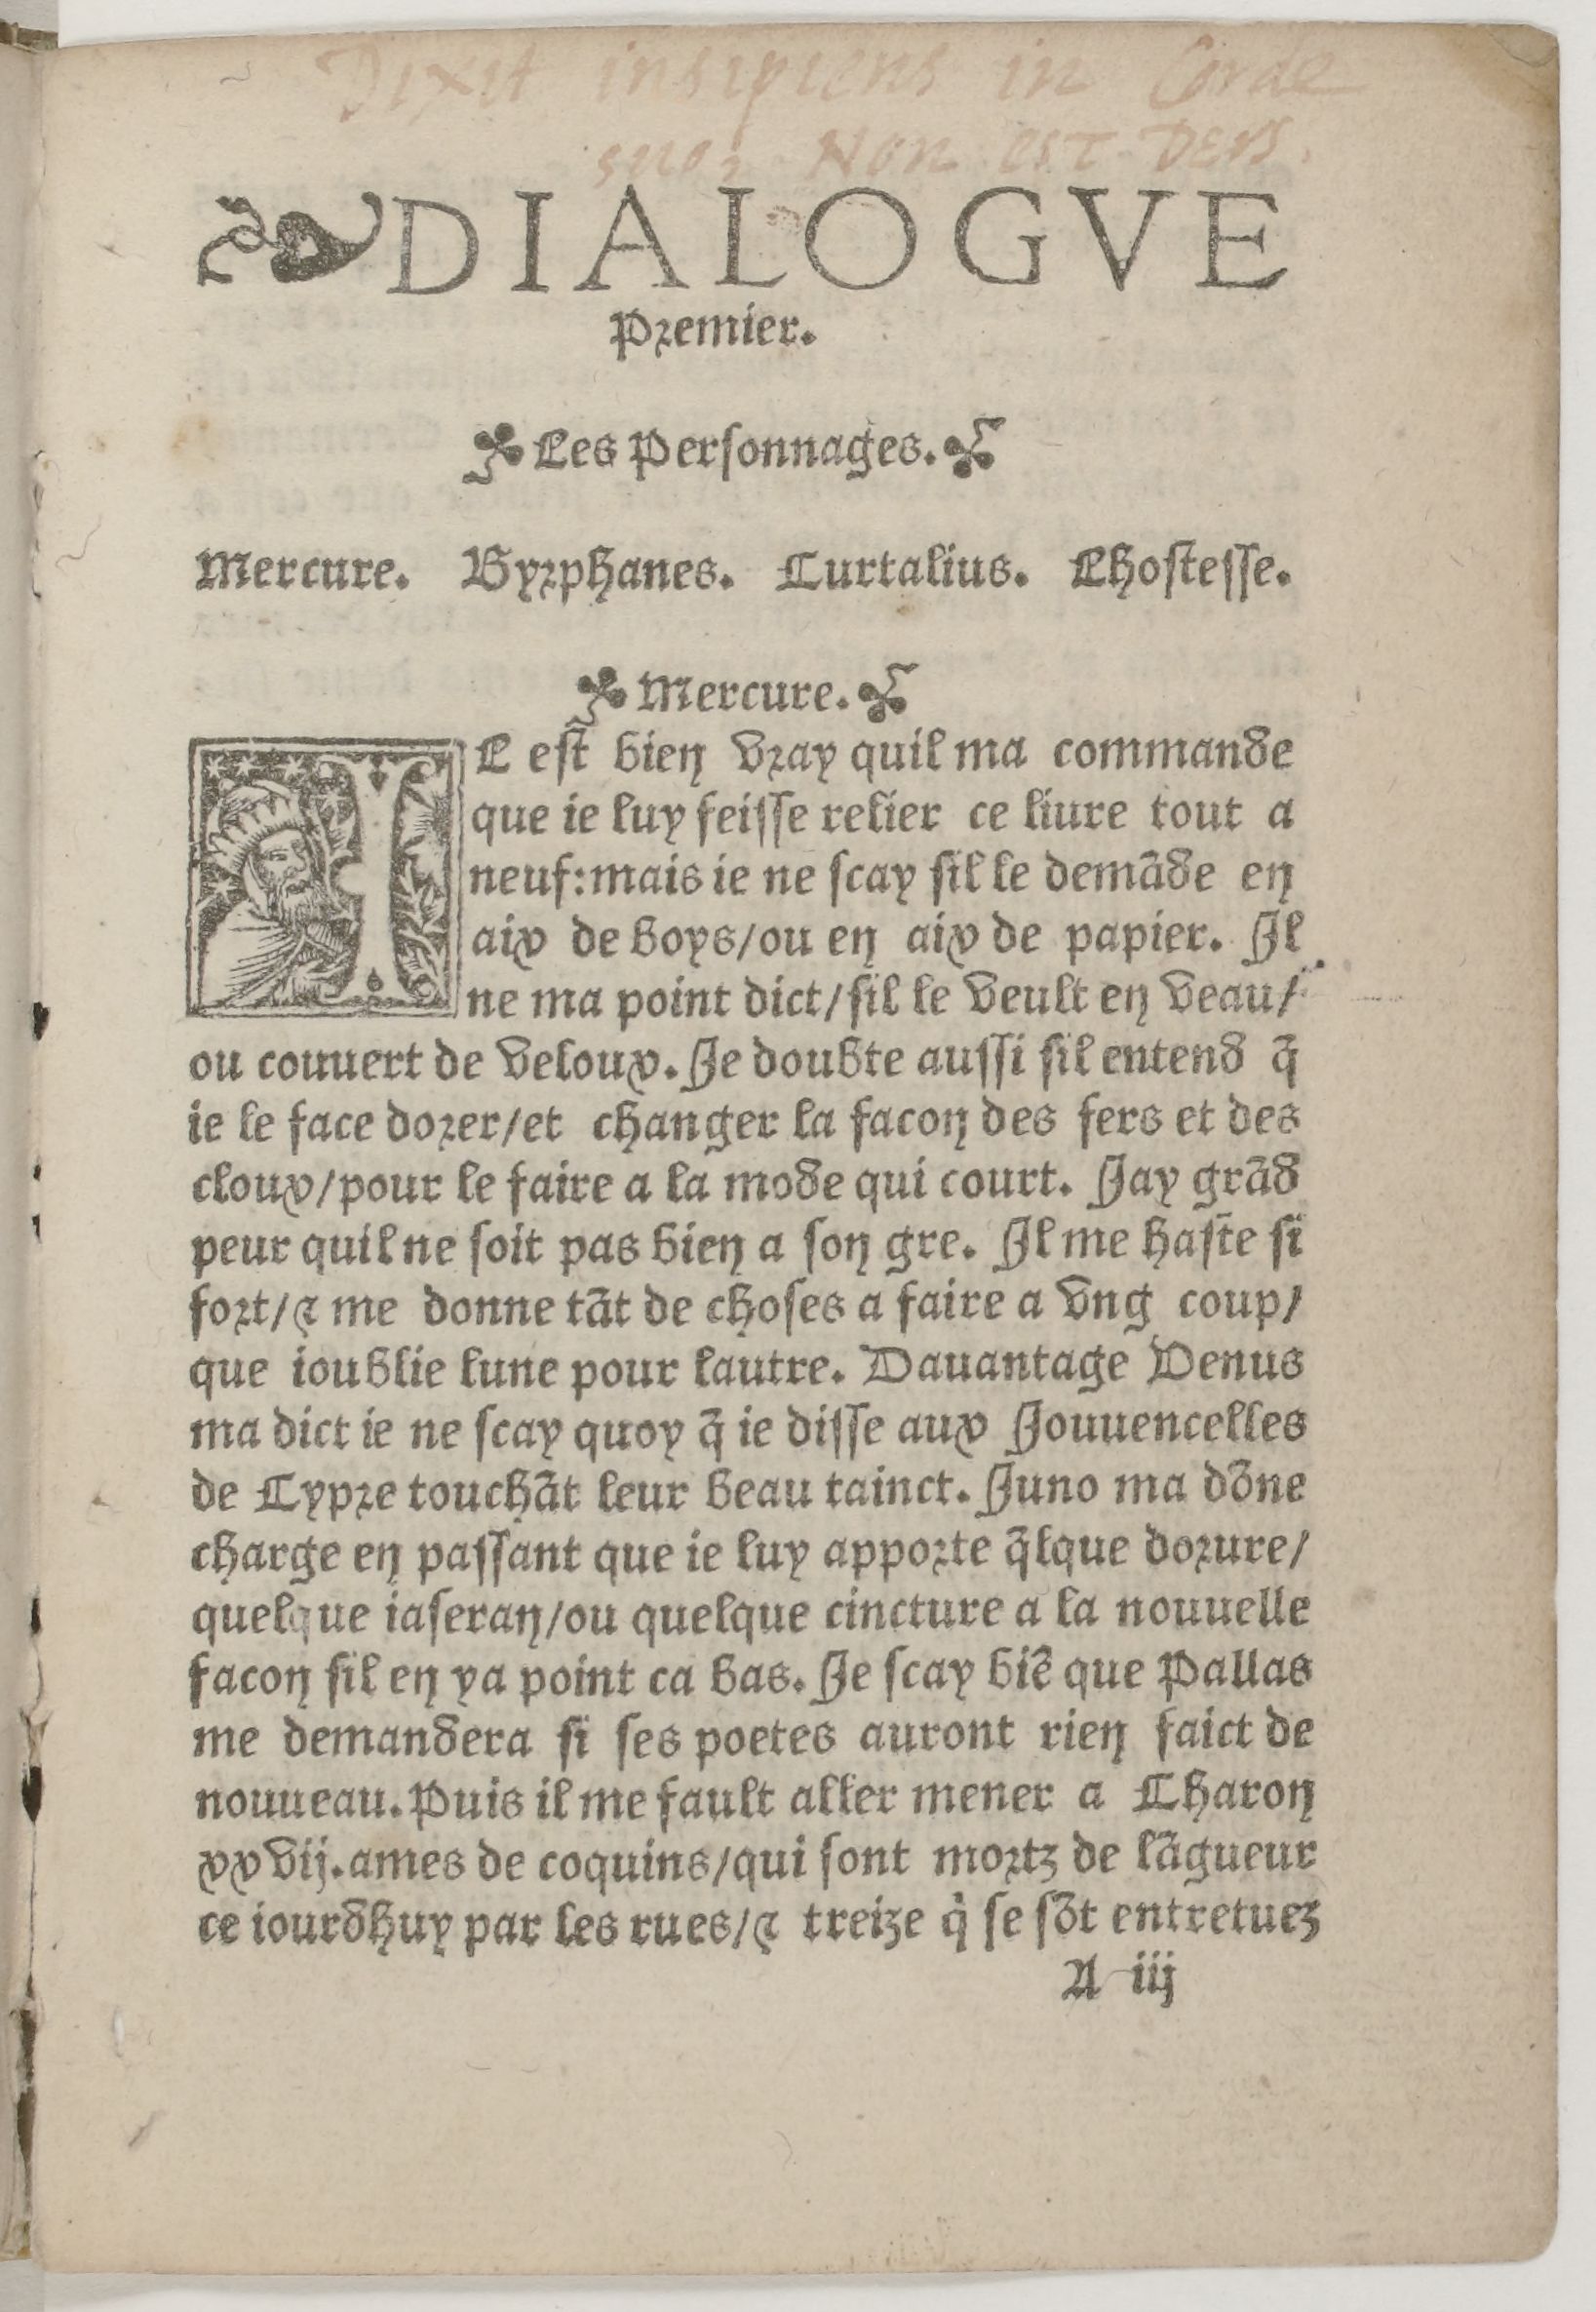 Dixit insipiens in Corde
suo, Non est Deus.
DIALOGVE
Premier.
Les Personnages.
Mercure. Byrphanes. Curtalius. Lhostesse.
Mercure.
IL est bien vray quil ma commande
que ie luy feisse relier ce liure tout a
neuf: mais ie ne scay sil le demāde en
aix de boys/ou en aix de papier. Il
ne ma point dict/sil le veult en veau/
ou couuert de veloux. Je doubte aussi sil entend q̄
ie le face dorer/et changer la facon des fers et des
cloux/pour le faire a la mode qui court. Jay grād
peur quil ne soit pas bien a son gre. Il me haste si
fort/⁊ me donne tāt de choses a faire a vng coup/
que ioublie lune pour lautre. Dauantage Venus
ma dict ie ne scay quoy q̄ ie disse aux Jouuencelles
de Cypre touchāt leur beau tainct. Juno ma dōne
charge en passant que ie luy apporte q̄lque dorure/
quelque iaseran/ou quelque cincture a la nouuelle
facon sil en ya point ca bas. Je scay biē que Pallas
me demandera si ses poetes auront rien faict de
nouueau. Puis il me fault aller mener a Charon
xxvij. ames de coquins/qui sont mortz de lāgueur
ce iourdhuy par les rues/⁊ treize q̇ se sōt entretuez
A iij